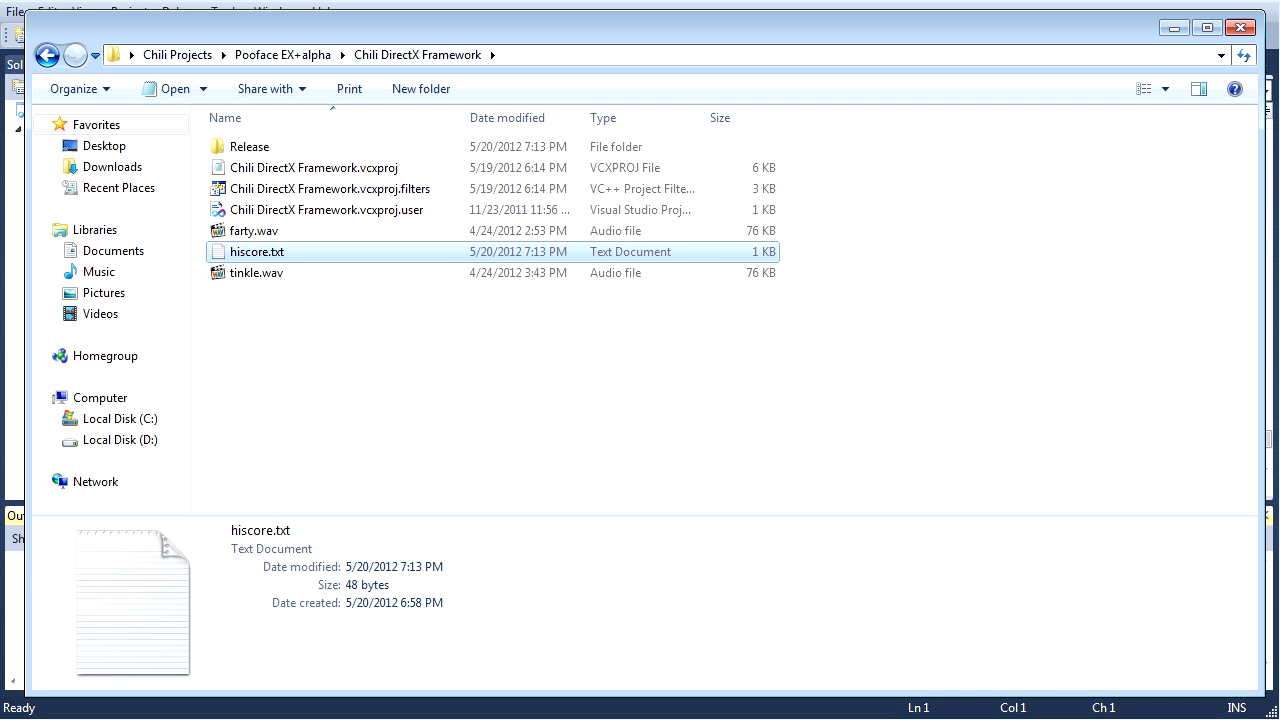 File
Sol
Chili Projects Pooface EX+alpha Chili DirectX Framework
Organize Open Share with Print New folder
Name Date modified Type Size
Favorites
Desktop
Downloads
Recent Places
Libraries
Documents
Music
Pictures
Videos
Homegroup
Computer
Local Disk (C:)
Local Disk (D:)
Network
Release 5/20/2012 7:13 PM File folder
Chili DirectX Framework.vcxproj 5/19/2012 6:14 PM VCXPROJ File 6 KB
Chili DirectX Framework.vcxproj.filters 5/19/2012 6:14 PM VC++ Project Filte... 3 KB
Chili DirectX Framework.vcxproj.user 11/23/2011 11:56 ... Visual Studio Proj... 1 KB
farty.wav 4/24/2012 2:53 PM Audio file 76 KB
hiscore.txt 5/20/2012 7:13 PM Text Document 1 KB
tinkle.wav 4/24/2012 3:43 PM Audio file 76 KB
Ou
Sh
hiscore.txt
Text Document
Date modified: 5/20/2012 7:13 PM
Size: 48 bytes
Date created: 5/20/2012 6:58 PM
Ready Ln 1 Col 1 Ch 1 INS